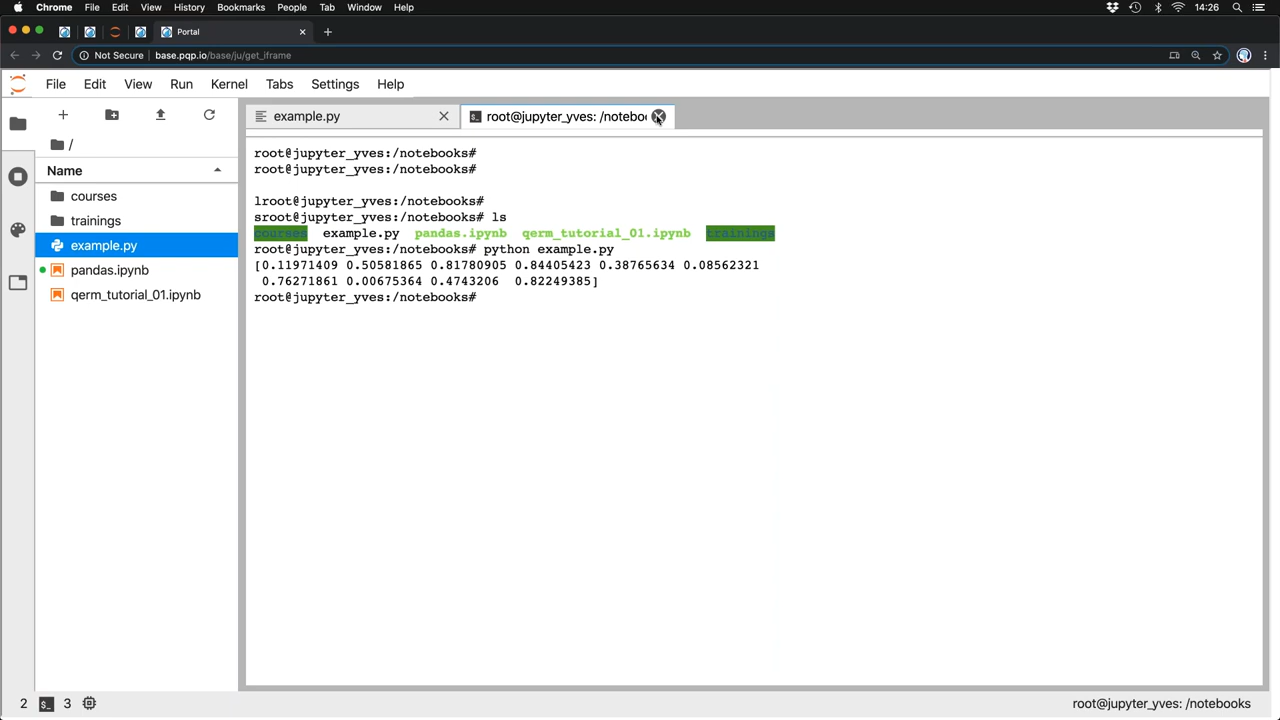 Chrome File Edit View History Bookmarks People Tab Window Help 14:26
Portal
Not Secure base.pqp.io/base/ju/get_iframe
File Edit View Run Kernel Tabs Settings Help
example.py root@jupyter_yves: /noteboo
/
Name
courses
trainings
example.py
pandas.ipynb
qerm_tutorial_01.ipynb
root@jupyter_yves:/notebooks#
root@jupyter_yves:/notebooks#
lroot@jupyter_yves:/notebooks#
sroot@jupyter_yves:/notebooks# ls
courses example.py pandas.ipynb qerm_tutorial_01.ipynb trainings
root@jupyter_yves:/notebooks# python example.py
[0.11971409 0.50581865 0.81780905 0.84405423 0.38765634 0.08562321
0.76271861 0.00675364 0.4743206 0.82249385]
root@jupyter_yves:/notebooks#
2 $_ 3 root@jupyter_yves: /notebooks